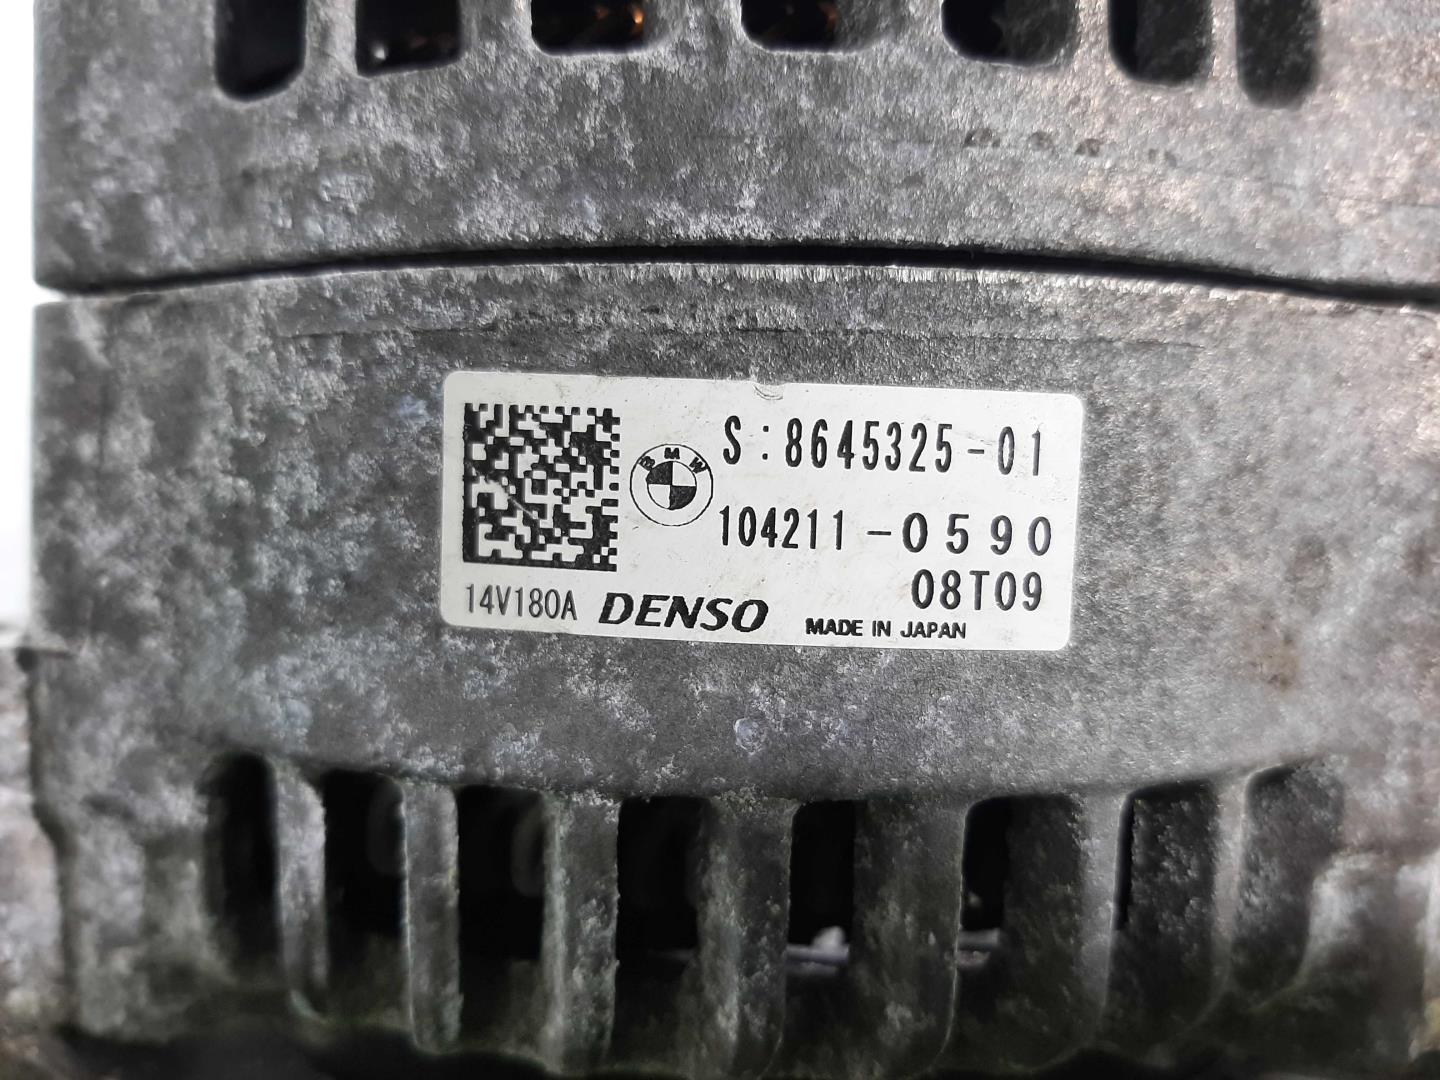 BMW
S:8645325-01
104211-0590
08T09
14V180A DENSO MADE IN JAPAN